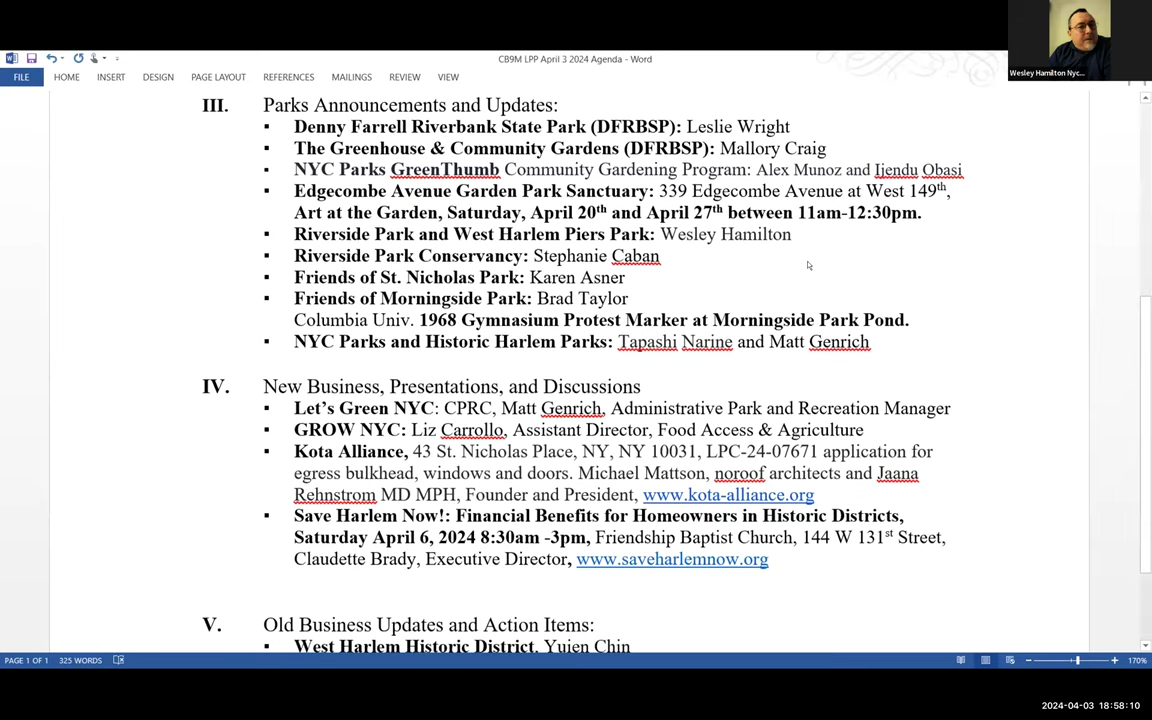 CB9M LPP April 3 2024 Agenda - Word
Wesley Hamilton Nyc...
FILE HOME INSERT DESIGN PAGE LAYOUT REFERENCES MAILINGS REVIEW VIEW
III. Parks Announcements and Updates:
▪ Denny Farrell Riverbank State Park (DFRBSP): Leslie Wright
▪ The Greenhouse & Community Gardens (DFRBSP): Mallory Craig
▪ NYC Parks GreenThumb Community Gardening Program: Alex Munoz and Ijendu Obasi
▪ Edgecombe Avenue Garden Park Sanctuary: 339 Edgecombe Avenue at West 149th,
Art at the Garden, Saturday, April 20th and April 27th between 11am-12:30pm.
▪ Riverside Park and West Harlem Piers Park: Wesley Hamilton
▪ Riverside Park Conservancy: Stephanie Caban
▪ Friends of St. Nicholas Park: Karen Asner
▪ Friends of Morningside Park: Brad Taylor
Columbia Univ. 1968 Gymnasium Protest Marker at Morningside Park Pond.
▪ NYC Parks and Historic Harlem Parks: Tapashi Narine and Matt Genrich
IV. New Business, Presentations, and Discussions
▪ Let’s Green NYC: CPRC, Matt Genrich, Administrative Park and Recreation Manager
▪ GROW NYC: Liz Carrollo, Assistant Director, Food Access & Agriculture
▪ Kota Alliance, 43 St. Nicholas Place, NY, NY 10031, LPC-24-07671 application for
egress bulkhead, windows and doors. Michael Mattson, noroof architects and Jaana
Rehnstrom MD MPH, Founder and President, www.kota-alliance.org
▪ Save Harlem Now!: Financial Benefits for Homeowners in Historic Districts,
Saturday April 6, 2024 8:30am -3pm, Friendship Baptist Church, 144 W 131st Street,
Claudette Brady, Executive Director, www.saveharlemnow.org
V. Old Business Updates and Action Items:
▪ West Harlem Historic District, Yuien Chin
PAGE 1 OF 1 325 WORDS 170%
2024-04-03 18:58:10